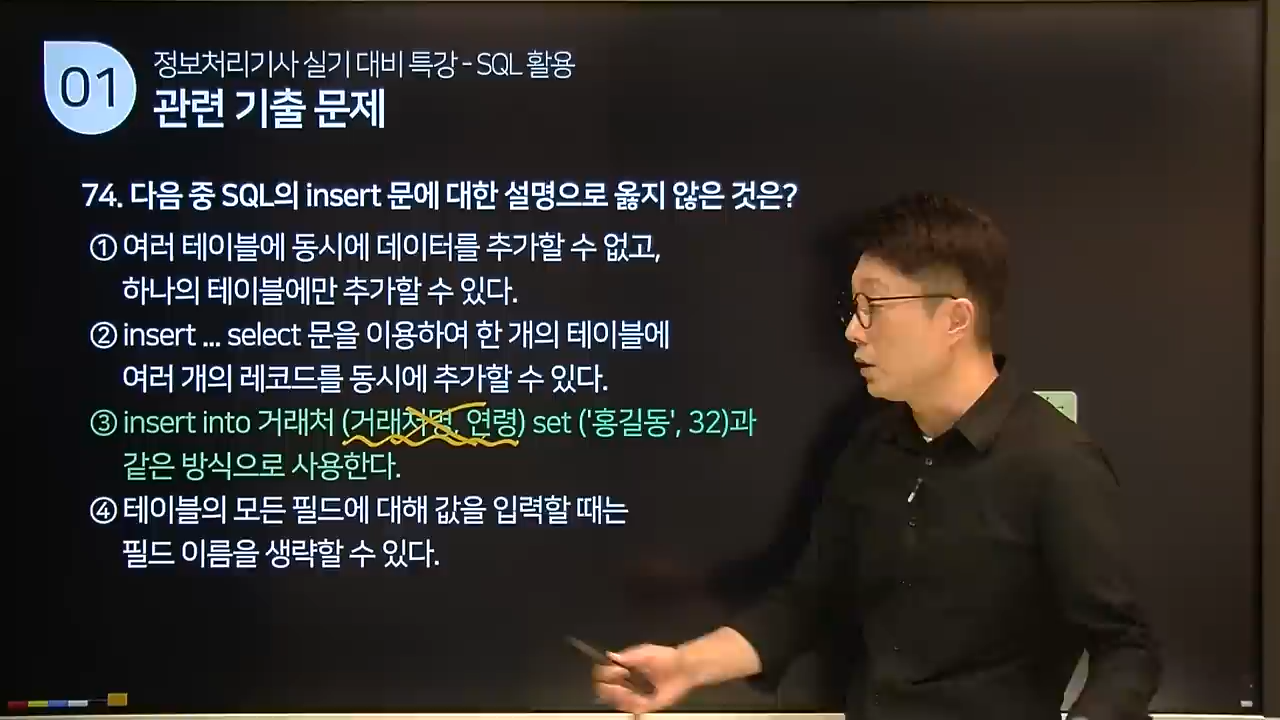 01
정보처리기사 실기 대비 특강 - SQL 활용
관련 기출 문제
74. 다음 중 SQL의 insert 문에 대한 설명으로 옳지 않은 것은?
① 여러 테이블에 동시에 데이터를 추가할 수 없고,
하나의 테이블에만 추가할 수 있다.
② insert ... select 문을 이용하여 한 개의 테이블에
여러 개의 레코드를 동시에 추가할 수 있다.
③ insert into 거래처 (거래처명, 연령) set ('홍길동', 32)과
같은 방식으로 사용한다.
④ 테이블의 모든 필드에 대해 값을 입력할 때는
필드 이름을 생략할 수 있다.